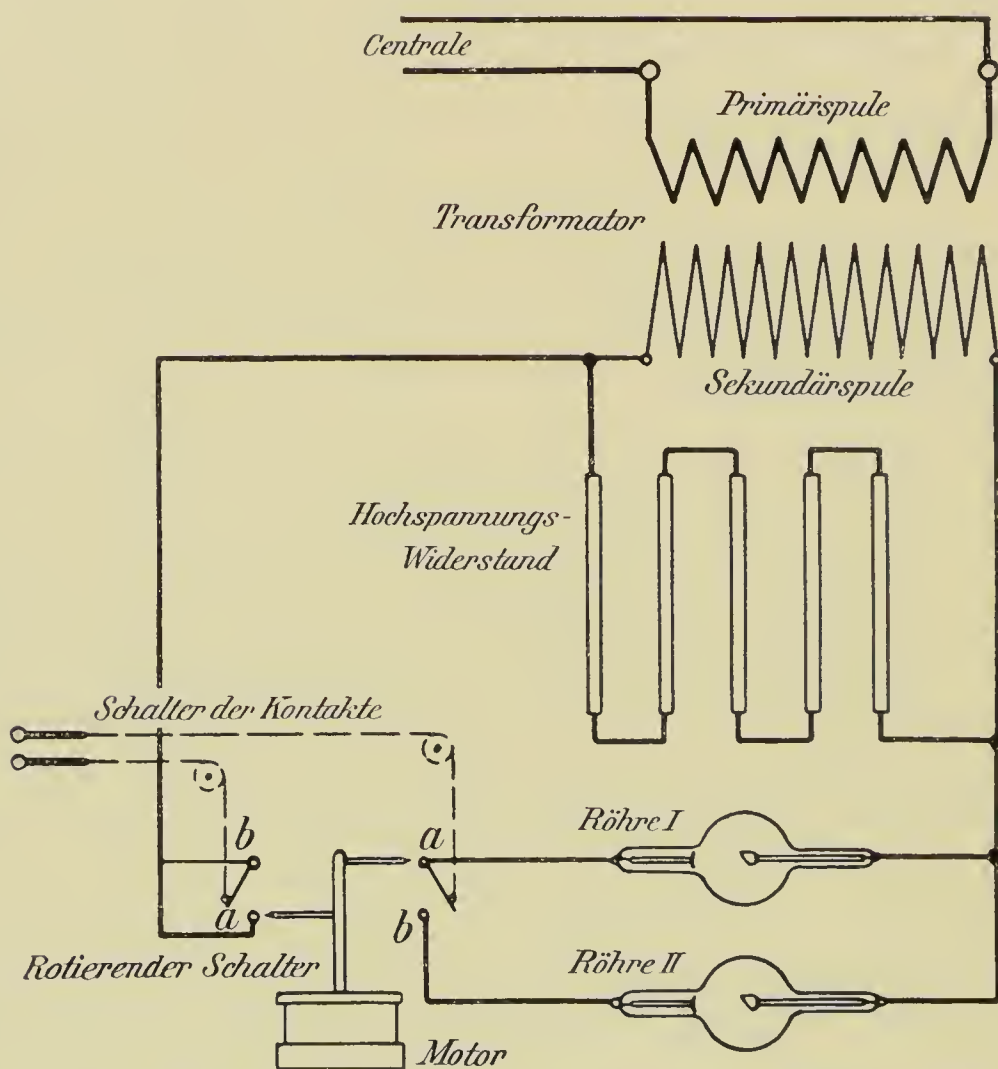 Centrale
Primärspule
Transformator
Sekundärspule
Hochspannungs-
Widerstand
Schalter der Kontakte
b
a
a
b
Röhre I
Rotierender Schalter
Röhre II
Motor